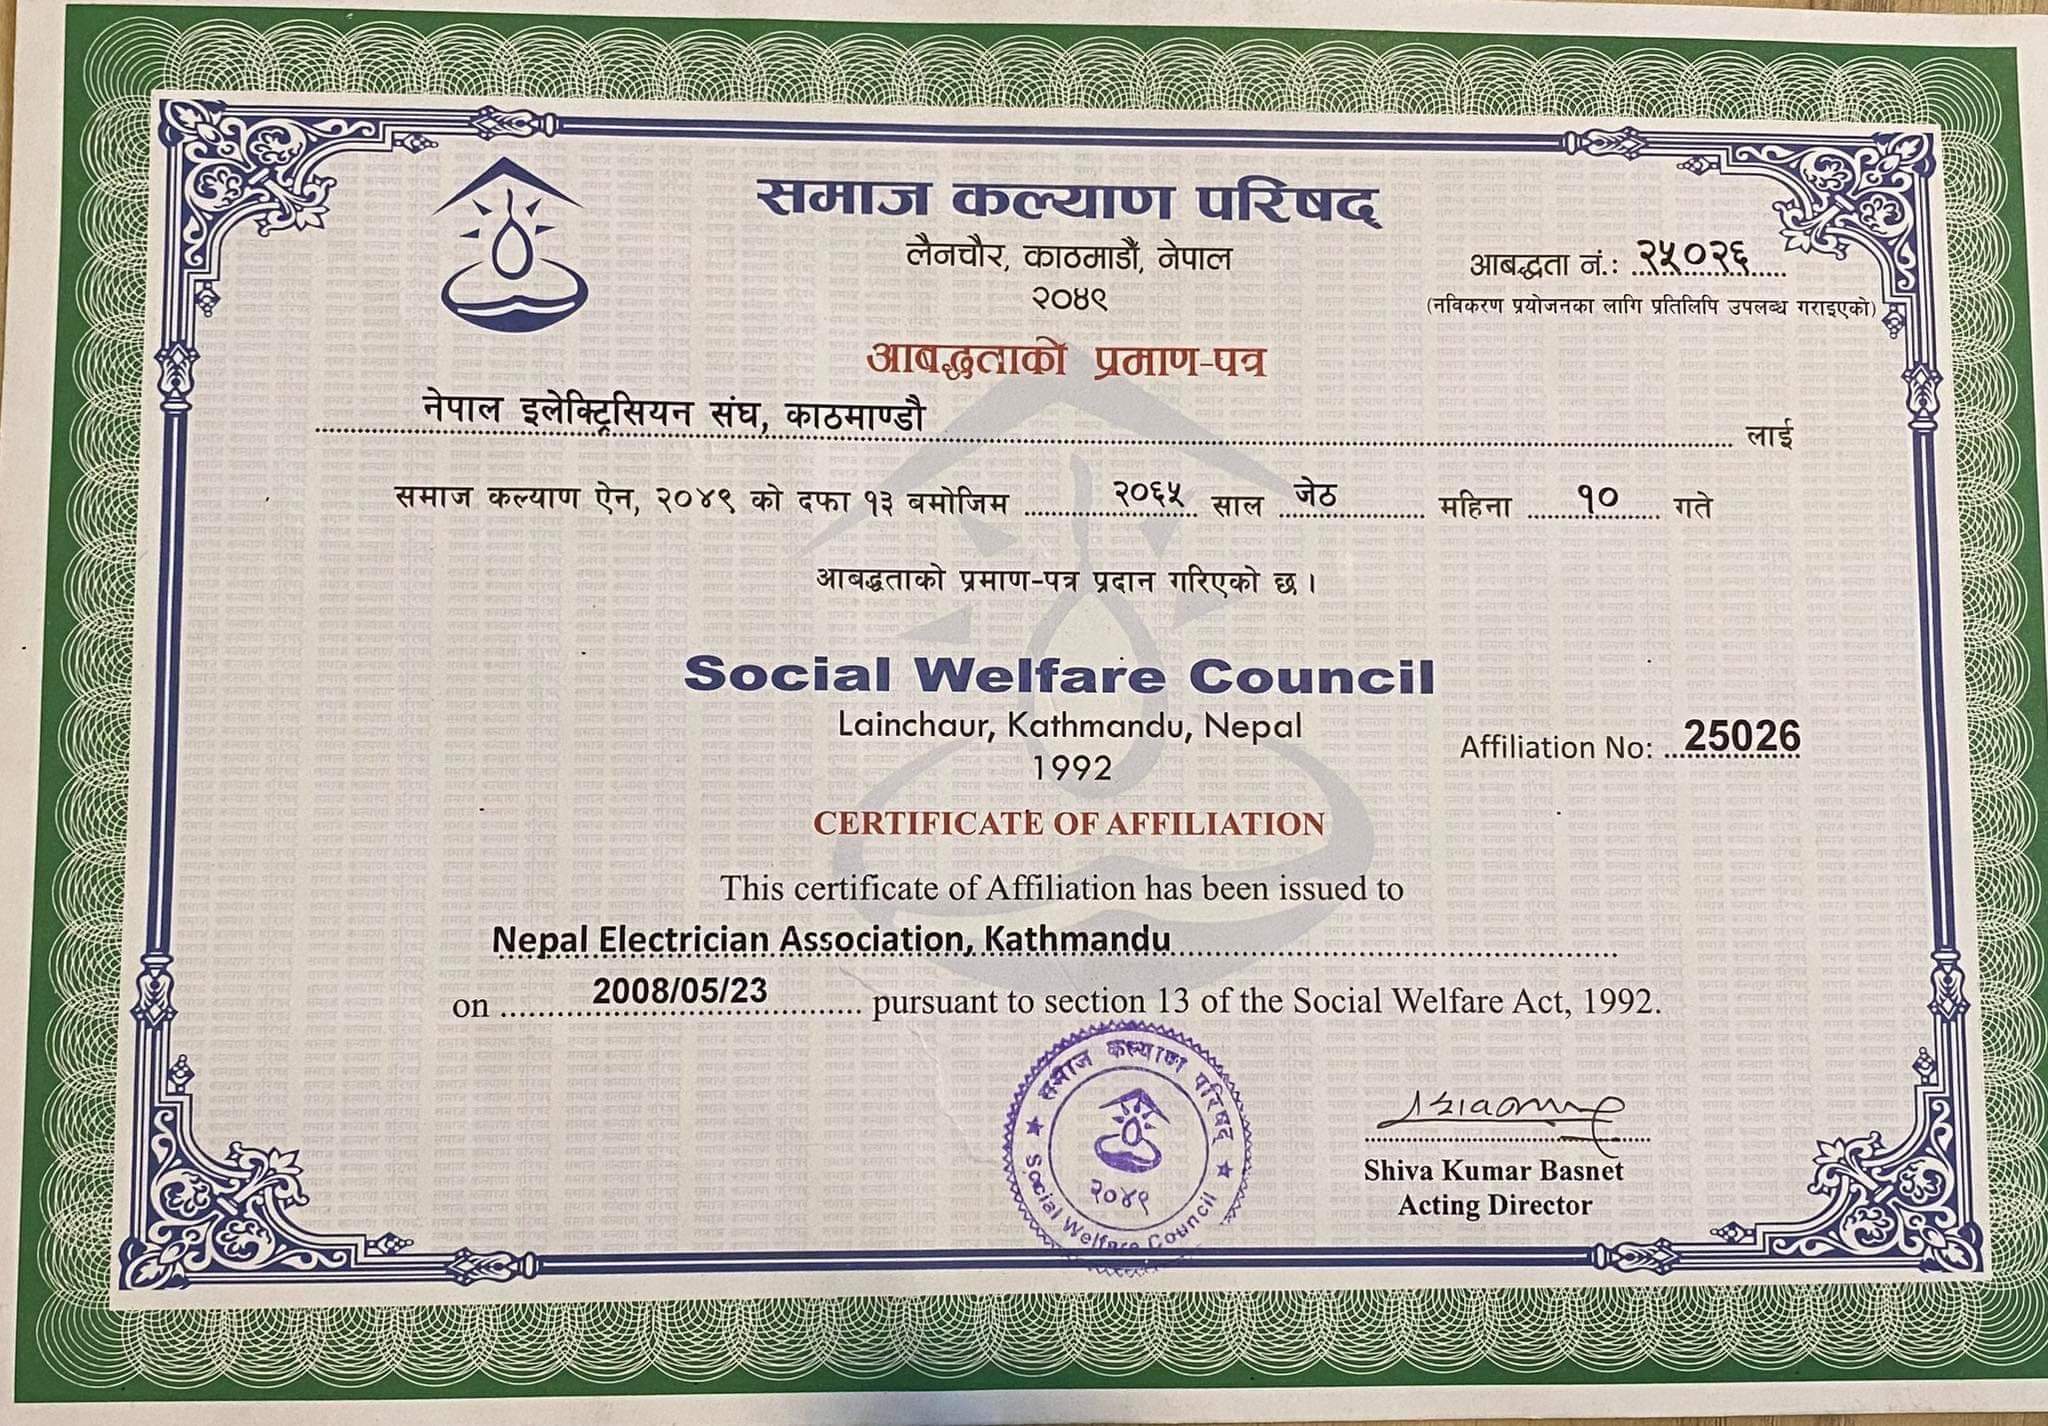 समाज कल्याण परिषद्
लैनचौर, काठमाडौं, नेपाल
२०४९
आबद्धता नं.: २५०२६
(नविकरण प्रयोजनका लागि प्रतिलिपि उपलब्ध गराइएको)
आबद्धताको प्रमाण-पत्र
नेपाल इलेक्ट्रिसियन संघ, काठमाण्डौ लाई
समाज कल्याण ऐन, २०४९ को दफा १३ बमोजिम २०६५ साल जेठ महिना १० गते
आबद्धताको प्रमाण-पत्र प्रदान गरिएको छ ।
Social Welfare Council
Lainchaur, Kathmandu, Nepal
1992
Affiliation No: 25026
CERTIFICATE OF AFFILIATION
This certificate of Affiliation has been issued to
Nepal Electrician Association, Kathmandu
on 2008/05/23 pursuant to section 13 of the Social Welfare Act, 1992.
समाज कल्याण परिषद्
२०४९
Social Welfare Council
Shiva Kumar Basnet
Acting Director